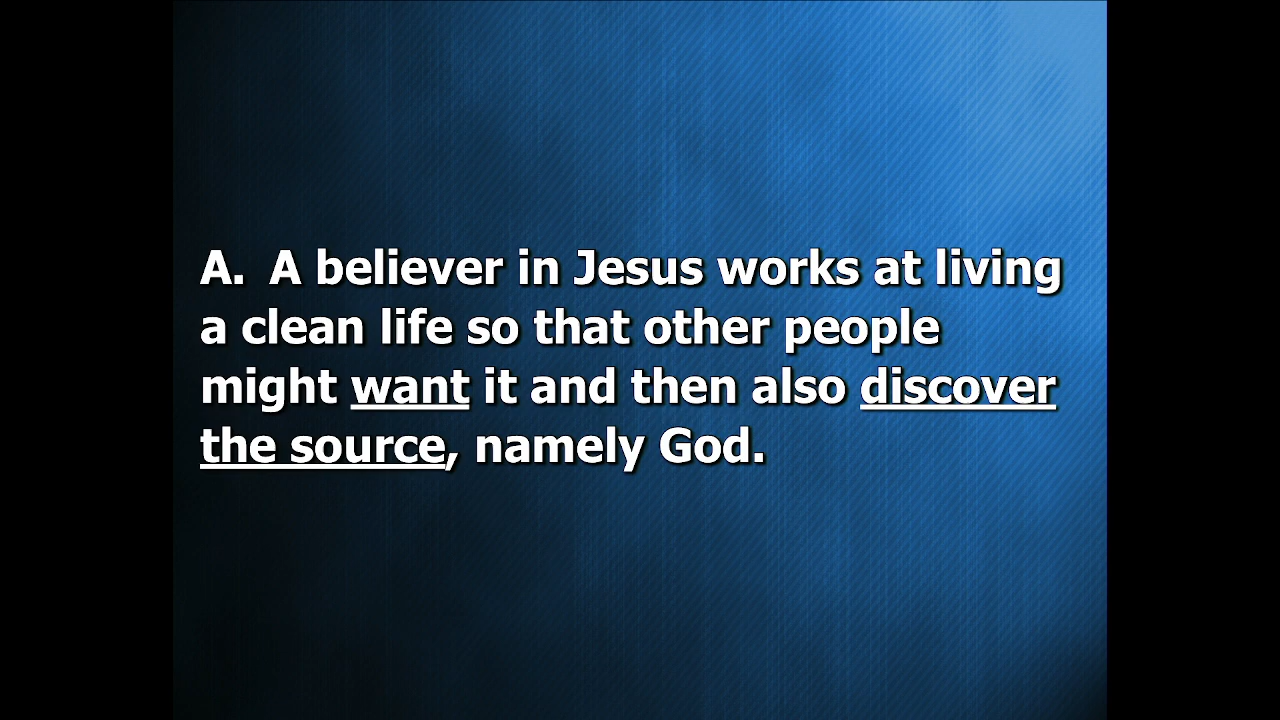 A. A believer in Jesus works at living
a clean life so that other people
might want it and then also discover
the source, namely God.